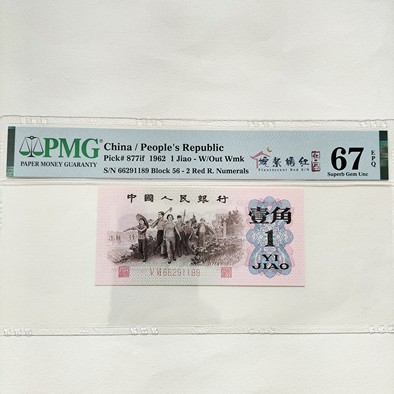 PMG
PAPER MONEY GUARANTY
China / People's Republic
Pick# 877if 1962 1 Jiao - W/Out Wmk
S/N 66291189 Block 56 - 2 Red R. Numerals
Fluorescent Red S/N
67
EPQ
Superb Gem Unc
中國人民銀行
壹角
1
YI
JIAO
V VI 66291189